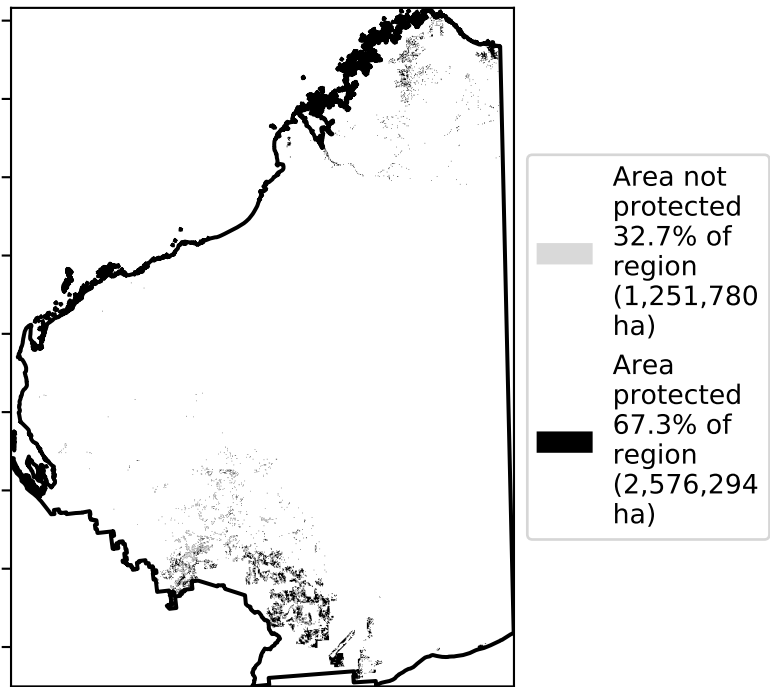 Area not
protected
32.7% of
region
(1,251,780
ha)
Area
protected
67.3% of
region
(2,576,294
ha)